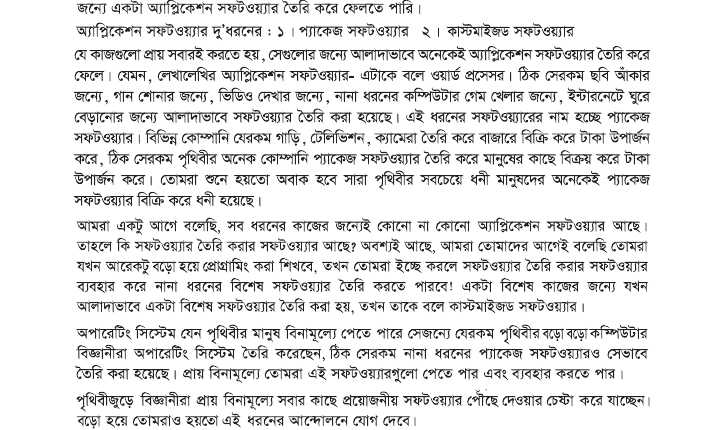 জন্যে একটা অ্যাপ্লিকেশন সফটওয়্যার তৈরি করে ফেলতে পারি।
অ্যাপ্লিকেশন সফটওয়্যার দু'ধরনের : ১ । প্যাকেজ সফটওয়্যার ২ । কাস্টমাইজড সফটওয়্যার
যে কাজগুলো প্রায় সবারই করতে হয়, সেগুলোর জন্যে আলাদাভাবে অনেকেই অ্যাপ্লিকেশন সফটওয়্যার তৈরি করে
ফেলে। যেমন, লেখালেখির অ্যাপ্লিকেশন সফটওয়্যার- এটাকে বলে ওয়ার্ড প্রসেসর। ঠিক সেরকম ছবি আঁকার
জন্যে, গান শোনার জন্যে, ভিডিও দেখার জন্যে, নানা ধরনের কম্পিউটার গেম খেলার জন্যে, ইন্টারনেটে ঘুরে
বেড়ানোর জন্যে আলাদাভাবে সফটওয়্যার তৈরি করা হয়েছে। এই ধরনের সফটওয়্যারের নাম হচ্ছে প্যাকেজ
সফটওয়্যার। বিভিন্ন কোম্পানি যেরকম গাড়ি, টেলিভিশন, ক্যামেরা তৈরি করে বাজারে বিক্রি করে টাকা উপার্জন
করে, ঠিক সেরকম পৃথিবীর অনেক কোম্পানি প্যাকেজ সফটওয়্যার তৈরি করে মানুষের কাছে বিক্রয় করে টাকা
উপার্জন করে। তোমরা শুনে হয়তো অবাক হবে সারা পৃথিবীর সবচেয়ে ধনী মানুষদের অনেকেই প্যাকেজ
সফটওয়্যার বিক্রি করে ধনী হয়েছে।
আমরা একটু আগে বলেছি, সব ধরনের কাজের জন্যেই কোনো না কোনো অ্যাপ্লিকেশন সফটওয়্যার আছে।
তাহলে কি সফটওয়্যার তৈরি করার সফটওয়্যার আছে? অবশ্যই আছে, আমরা তোমাদের আগেই বলেছি তোমরা
যখন আরেকটু বড়ো হয়ে প্রোগ্রামিং করা শিখবে, তখন তোমরা ইচ্ছে করলে সফটওয়্যার তৈরি করার সফটওয়্যার
ব্যবহার করে নানা ধরনের বিশেষ সফটওয়্যার তৈরি করতে পারবে! একটা বিশেষ কাজের জন্যে যখন
আলাদাভাবে একটা বিশেষ সফটওয়্যার তৈরি করা হয়, তখন তাকে বলে কাস্টমাইজড সফটওয়্যার।
অপারেটিং সিস্টেম যেন পৃথিবীর মানুষ বিনামূল্যে পেতে পারে সেজন্যে যেরকম পৃথিবীর বড়ো বড়ো কম্পিউটার
বিজ্ঞানীরা অপারেটিং সিস্টেম তৈরি করেছেন, ঠিক সেরকম নানা ধরনের প্যাকেজ সফটওয়্যারও সেভাবে
তৈরি করা হয়েছে। প্রায় বিনামূল্যে তোমরা এই সফটওয়্যারগুলো পেতে পার এবং ব্যবহার করতে পার।
পৃথিবীজুড়ে বিজ্ঞানীরা প্রায় বিনামূল্যে সবার কাছে প্রয়োজনীয় সফটওয়্যার পৌঁছে দেওয়ার চেষ্টা করে যাচ্ছেন।
বড়ো হয়ে তোমরাও হয়তো এই ধরনের আন্দোলনে যোগ দেবে।